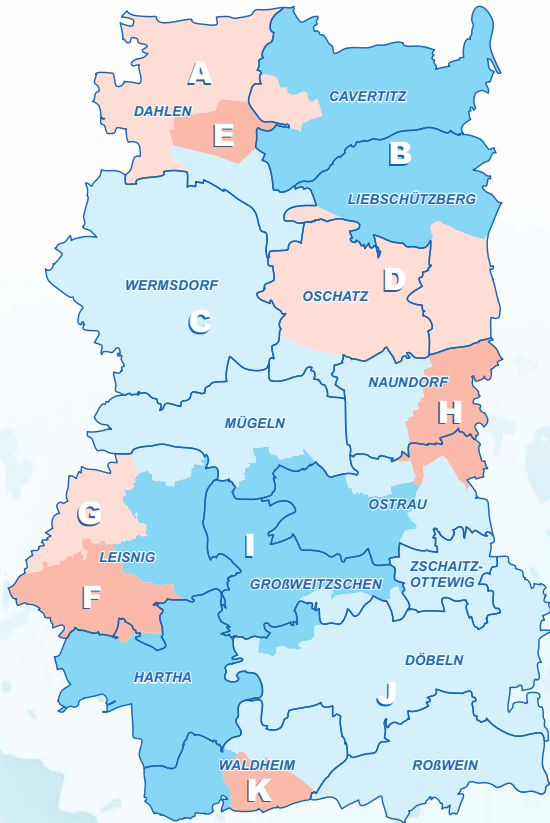 A
DAHLEN
CAVERTITZ
E
B
LIEBSCHÜTZBERG
D
WERMSDORF
OSCHATZ
C
NAUNDORF
H
MÜGELN
G
OSTRAU
I
LEISNIG
ZSCHAITZ-
OTTEWIG
GROßWEITZSCHEN
F
DÖBELN
HARTHA
J
WALDHEIM
ROßWEIN
K